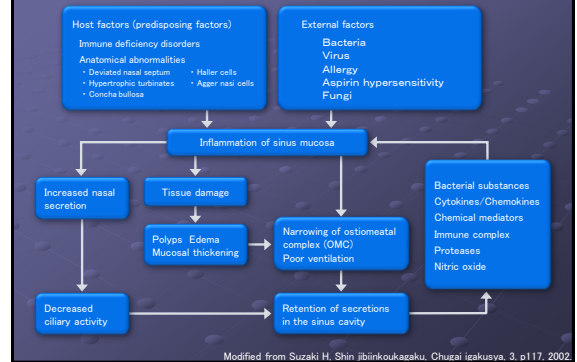 Host factors (predisposing factors)
Immune deficiency disorders
Anatomical abnormalities
・Deviated nasal septum ・Haller cells
・Hypertrophic turbinates ・Agger nasi cells
・Concha bullosa
External factors
Bacteria
Virus
Allergy
Aspirin hypersensitivity
Fungi
Inflammation of sinus mucosa
Increased nasal
secretion
Tissue damage
Polyps Edema
Mucosal thickening
Narrowing of ostiomeatal
complex (OMC)
Poor ventilation
Bacterial substances
Cytokines/Chemokines
Chemical mediators
Immune complex
Proteases
Nitric oxide
Decreased
ciliary activity
Retention of secretions
in the sinus cavity
Modified from Suzaki H, Shin jibiinkoukagaku, Chugai igakusya, 3, p117, 2002.